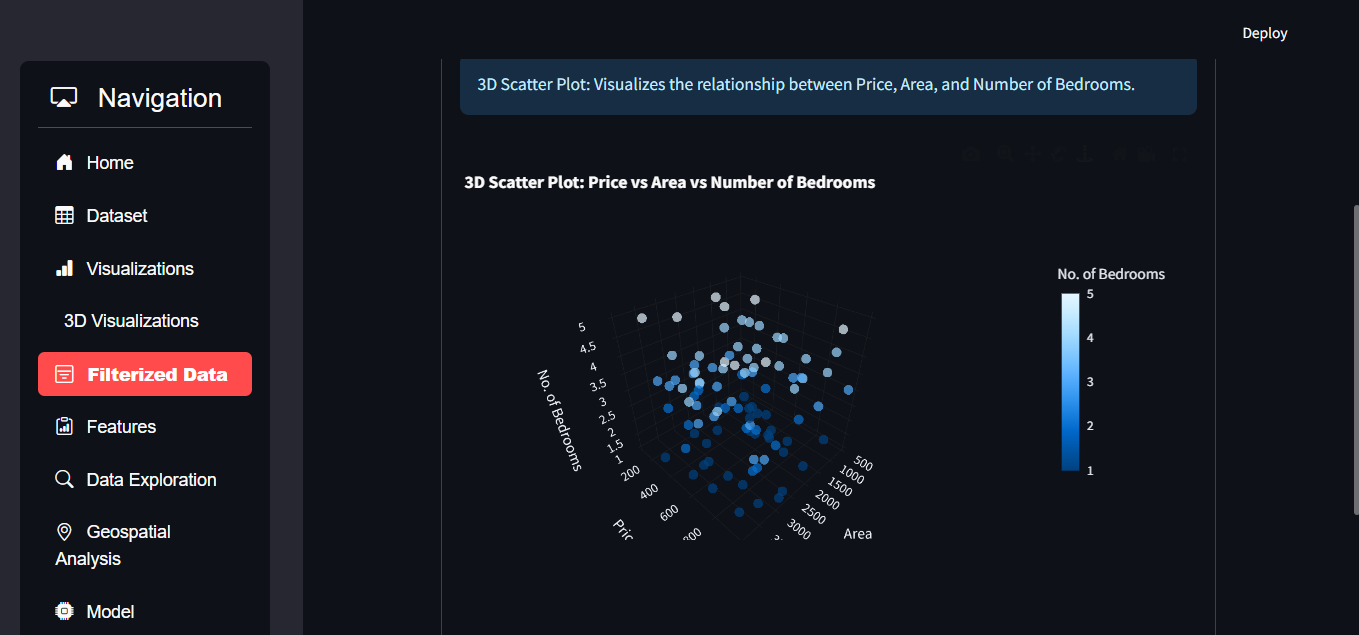 Deploy
Navigation
Home
Dataset
Visualizations
3D Visualizations
Filterized Data
Features
Data Exploration
Geospatial
Analysis
Model
3D Scatter Plot: Visualizes the relationship between Price, Area, and Number of Bedrooms.
3D Scatter Plot: Price vs Area vs Number of Bedrooms
No. of Bedrooms
5
4
3
2
1
5
4.5
4
3.5
3
2.5
2
1.5
1
No. of Bedrooms
200
400
600
500
1000
1500
2000
2500
3000
Area